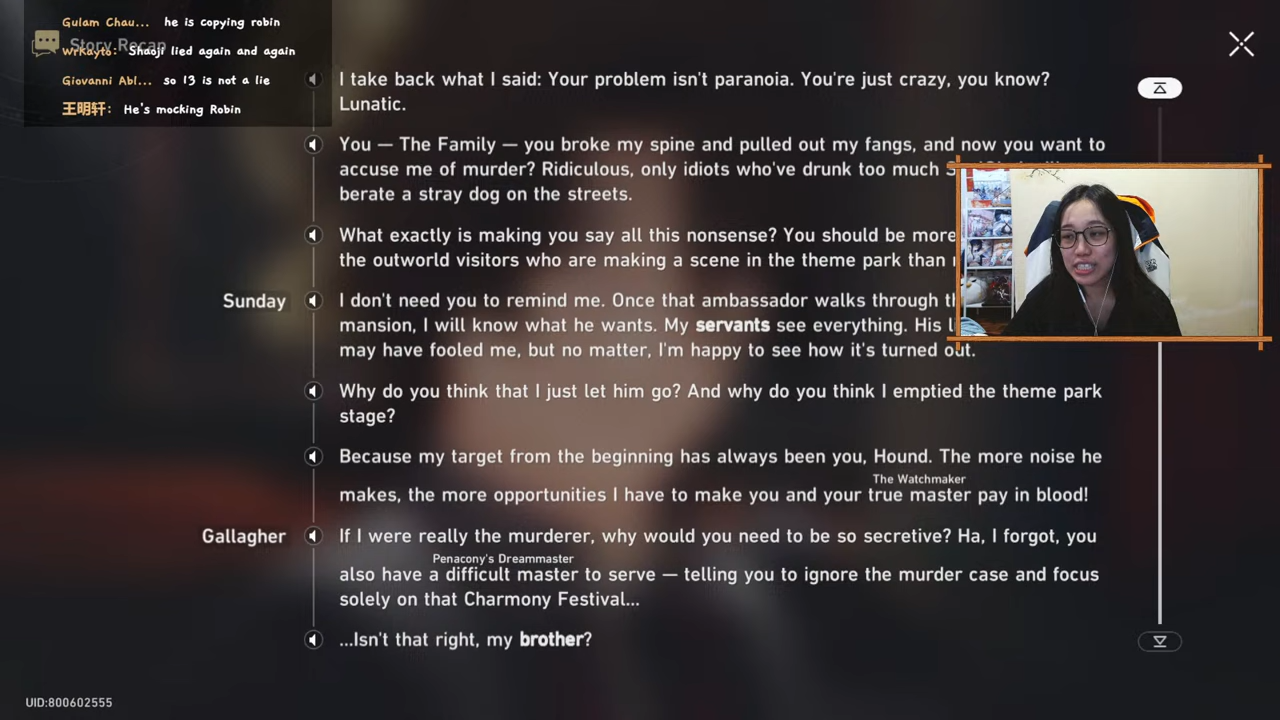 Gulam Chau... he is copying robin
Story Recap
WrKayto: Shaoji lied again and again
Giovanni Abl... so 13 is not a lie
王明轩: He's mocking Robin
I take back what I said: Your problem isn't paranoia. You're just crazy, you know?
Lunatic.
You — The Family — you broke my spine and pulled out my fangs, and now you want to
accuse me of murder? Ridiculous, only idiots who've drunk too much
berate a stray dog on the streets.
What exactly is making you say all this nonsense? You should be more
the outworld visitors who are making a scene in the theme park than
Sunday
I don't need you to remind me. Once that ambassador walks through
mansion, I will know what he wants. My servants see everything. His
may have fooled me, but no matter, I'm happy to see how it's turned out.
Why do you think that I just let him go? And why do you think I emptied the theme park
stage?
Because my target from the beginning has always been you, Hound. The more noise he
The Watchmaker
makes, the more opportunities I have to make you and your true master pay in blood!
Gallagher
If I were really the murderer, why would you need to be so secretive? Ha, I forgot, you
Penacony's Dreammaster
also have a difficult master to serve — telling you to ignore the murder case and focus
solely on that Charmony Festival...
...Isn't that right, my brother?
UID:800602555